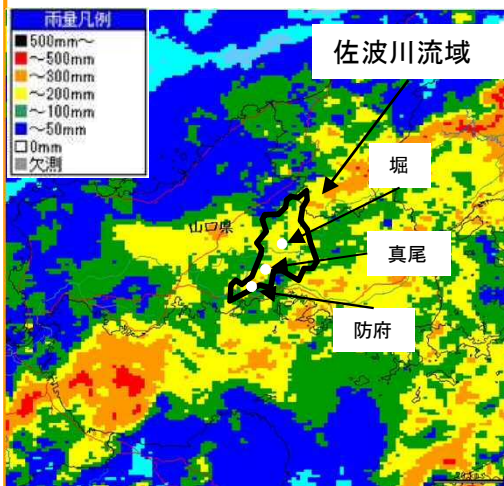 雨量凡例
500mm～
～500mm
～300mm
～200mm
～100mm
～50mm
0mm
欠測
佐波川流域
堀
山口県
真尾
防府